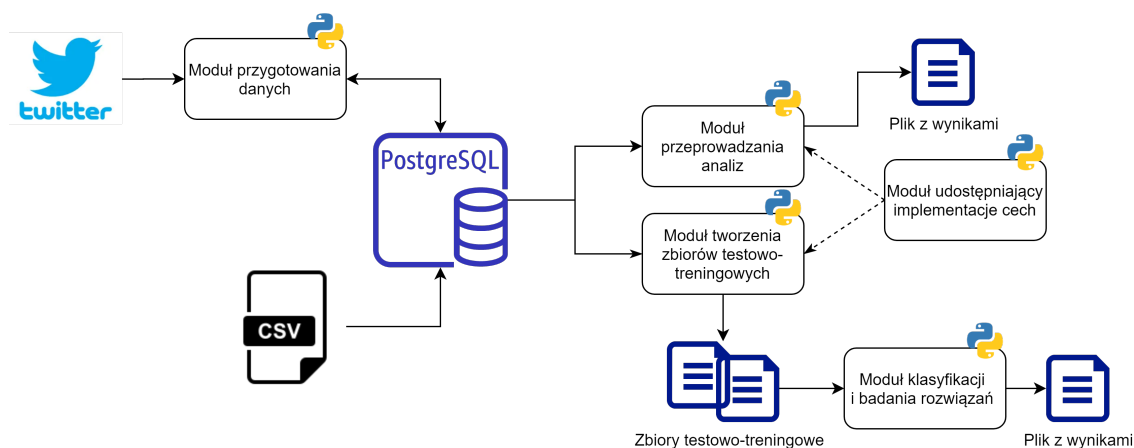 twitter
Moduł przygotowania
danych
PostgreSQL
CSV
Moduł
przeprowadzania
analiz
Plik z wynikami
Moduł udostępniający
implementacje cech
Moduł tworzenia
zbiorów testowo-
treningowych
Zbiory testowo-treningowe
Moduł klasyfikacji
i badania rozwiązań
Plik z wynikami